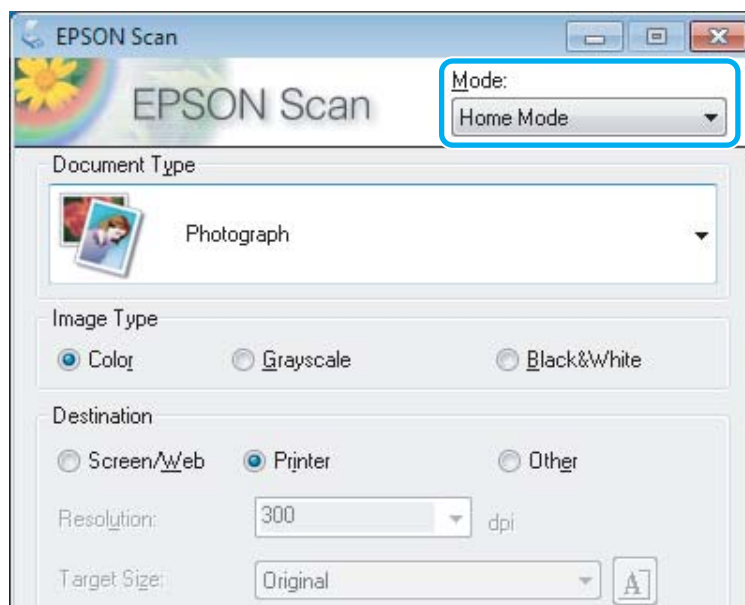 EPSON Scan
EPSON Scan
Mode:
Home Mode
Document Type
Photograph
Image Type
Color Grayscale Black&White
Destination
Screen/Web Printer Other
Resolution: 300 dpi
Target Size: Original A